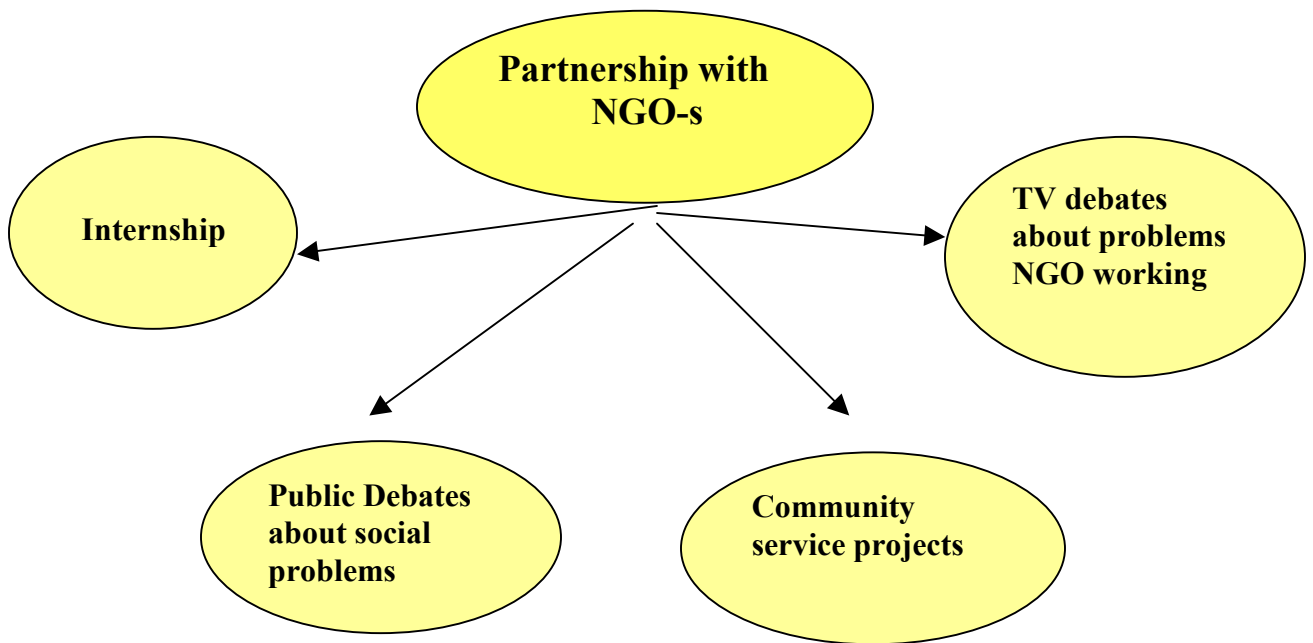 Partnership with
NGO-s
Internship
TV debates
about problems
NGO working
Public Debates
about social
problems
Community
service projects